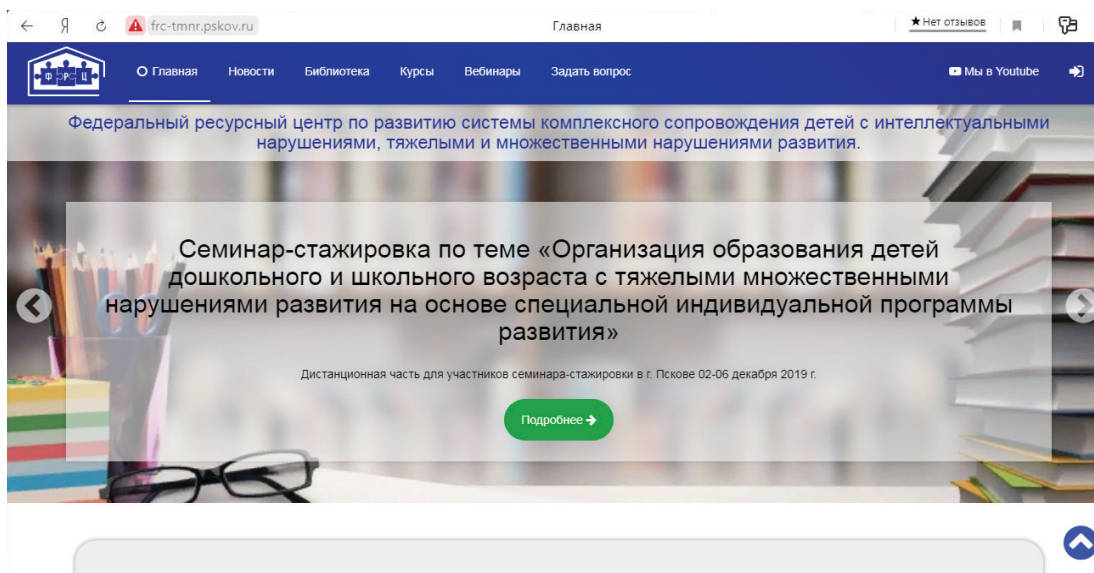 Я frc-tmnr.pskov.ru Главная ★Нет отзывов
ФРЦ Главная Новости Библиотека Курсы Вебинары Задать вопрос Мы в Youtube
Федеральный ресурсный центр по развитию системы комплексного сопровождения детей с интеллектуальными
нарушениями, тяжелыми и множественными нарушениями развития.
Семинар-стажировка по теме «Организация образования детей
дошкольного и школьного возраста с тяжелыми множественными
нарушениями развития на основе специальной индивидуальной программы
развития»
Дистанционная часть для участников семинара-стажировки в г. Пскове 02-06 декабря 2019 г.
Подробнее →